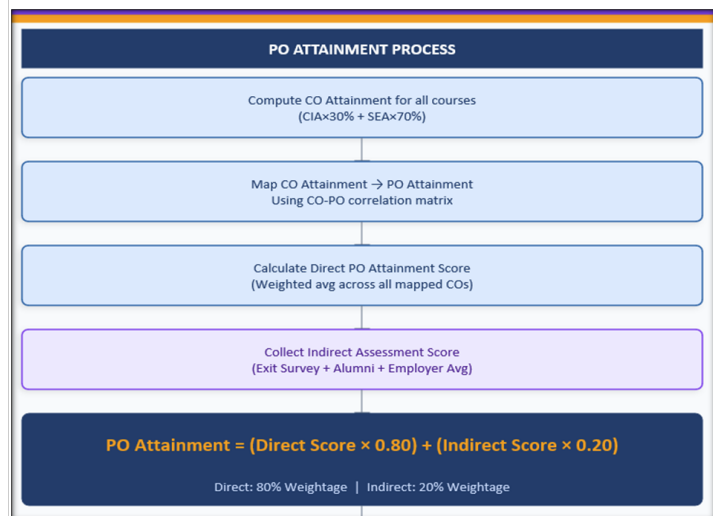 PO ATTAINMENT PROCESS
Compute CO Attainment for all courses
(CIA×30% + SEA×70%)
Map CO Attainment → PO Attainment
Using CO-PO correlation matrix
Calculate Direct PO Attainment Score
(Weighted avg across all mapped COs)
Collect Indirect Assessment Score
(Exit Survey + Alumni + Employer Avg)
PO Attainment = (Direct Score × 0.80) + (Indirect Score × 0.20)
Direct: 80% Weightage | Indirect: 20% Weightage